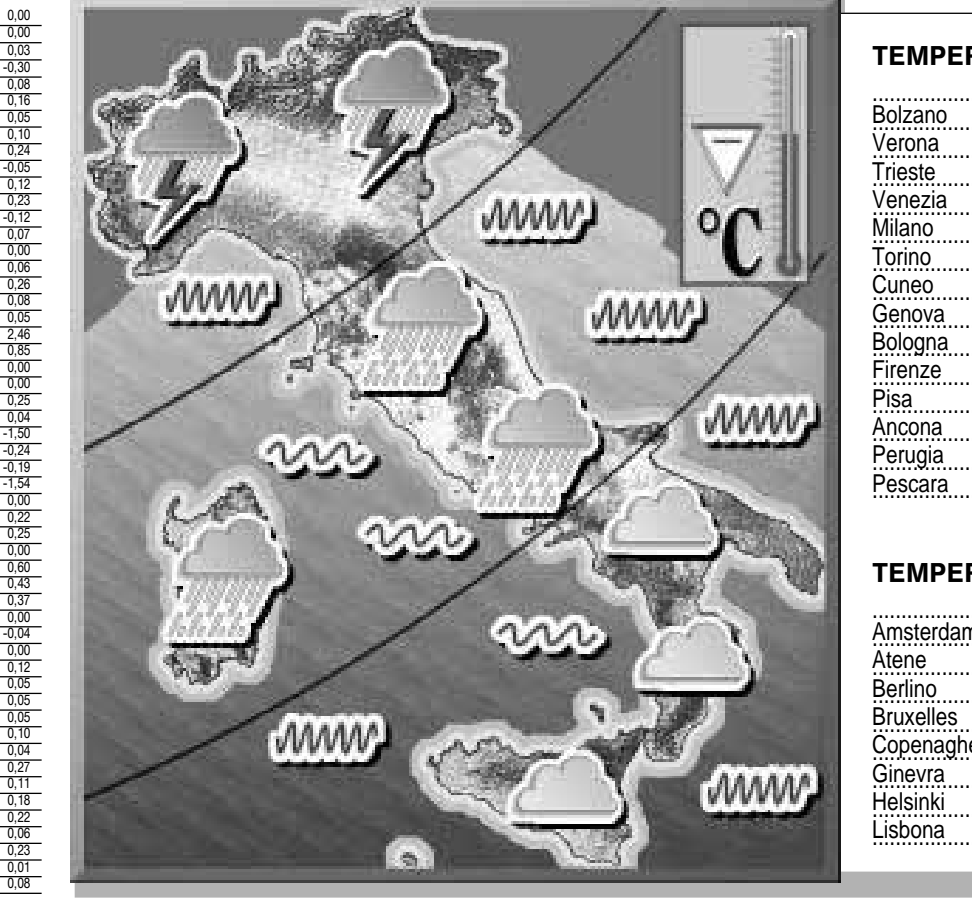 0,00
0,00
0,03
-0,30
0,08
0,16
0,05
0,10
0,24
-0,05
0,12
0,23
-0,12
0,07
0,00
0,06
0,26
0,08
0,05
2,46
0,85
0,00
0,00
0,25
0,04
-1,50
-0,24
-0,19
-1,54
0,00
0,22
0,25
0,00
0,60
0,43
0,37
0,00
-0,04
0,00
0,12
0,05
0,05
0,05
0,10
0,04
0,27
0,11
0,18
0,22
0,06
0,23
0,01
0,08
°C
TEMPER
Bolzano
Verona
Trieste
Venezia
Milano
Torino
Cuneo
Genova
Bologna
Firenze
Pisa
Ancona
Perugia
Pescara
TEMPER
Amsterdam
Atene
Berlino
Bruxelles
Copenaghe
Ginevra
Helsinki
Lisbona